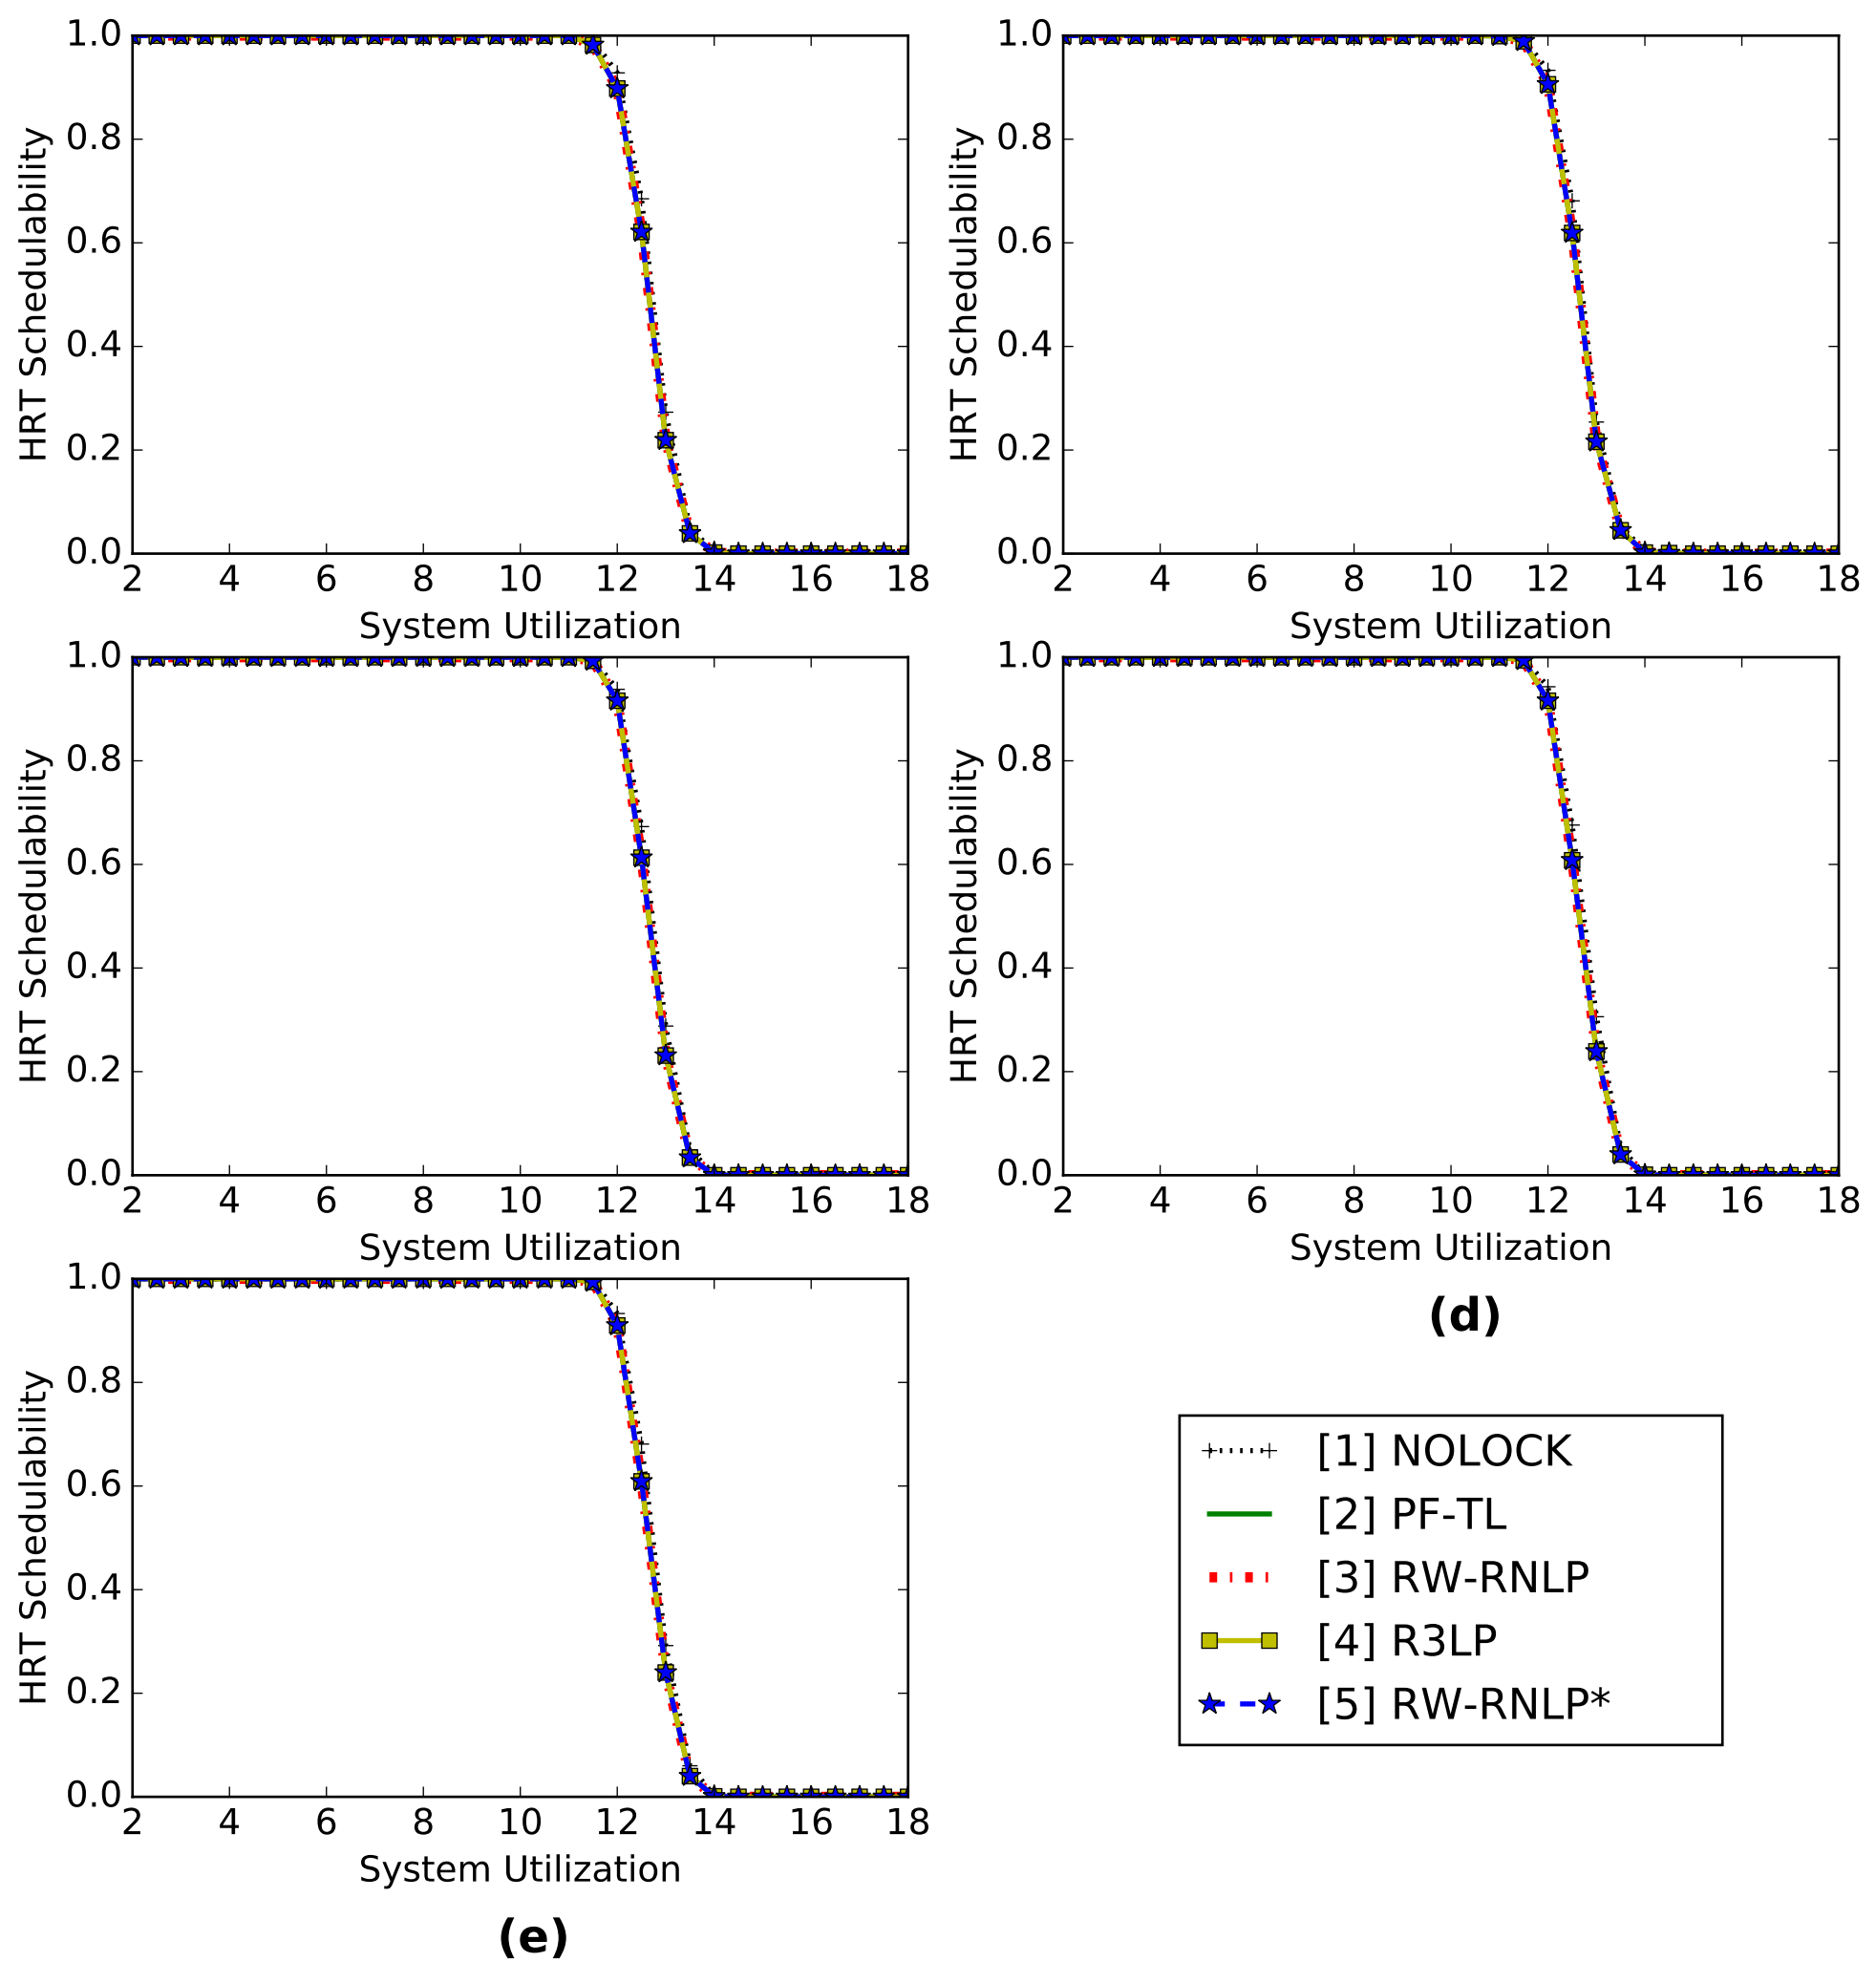 1.0
0.8
0.6
0.4
0.2
0.0
HRT Schedulability
2 4 6 8 10 12 14 16 18
System Utilization
1.0
0.8
0.6
0.4
0.2
0.0
HRT Schedulability
2 4 6 8 10 12 14 16 18
System Utilization
1.0
0.8
0.6
0.4
0.2
0.0
HRT Schedulability
2 4 6 8 10 12 14 16 18
System Utilization
1.0
0.8
0.6
0.4
0.2
0.0
HRT Schedulability
2 4 6 8 10 12 14 16 18
System Utilization
(d)
1.0
0.8
0.6
0.4
0.2
0.0
HRT Schedulability
2 4 6 8 10 12 14 16 18
System Utilization
(e)
[1] NOLOCK
[2] PF-TL
[3] RW-RNLP
[4] R3LP
[5] RW-RNLP*